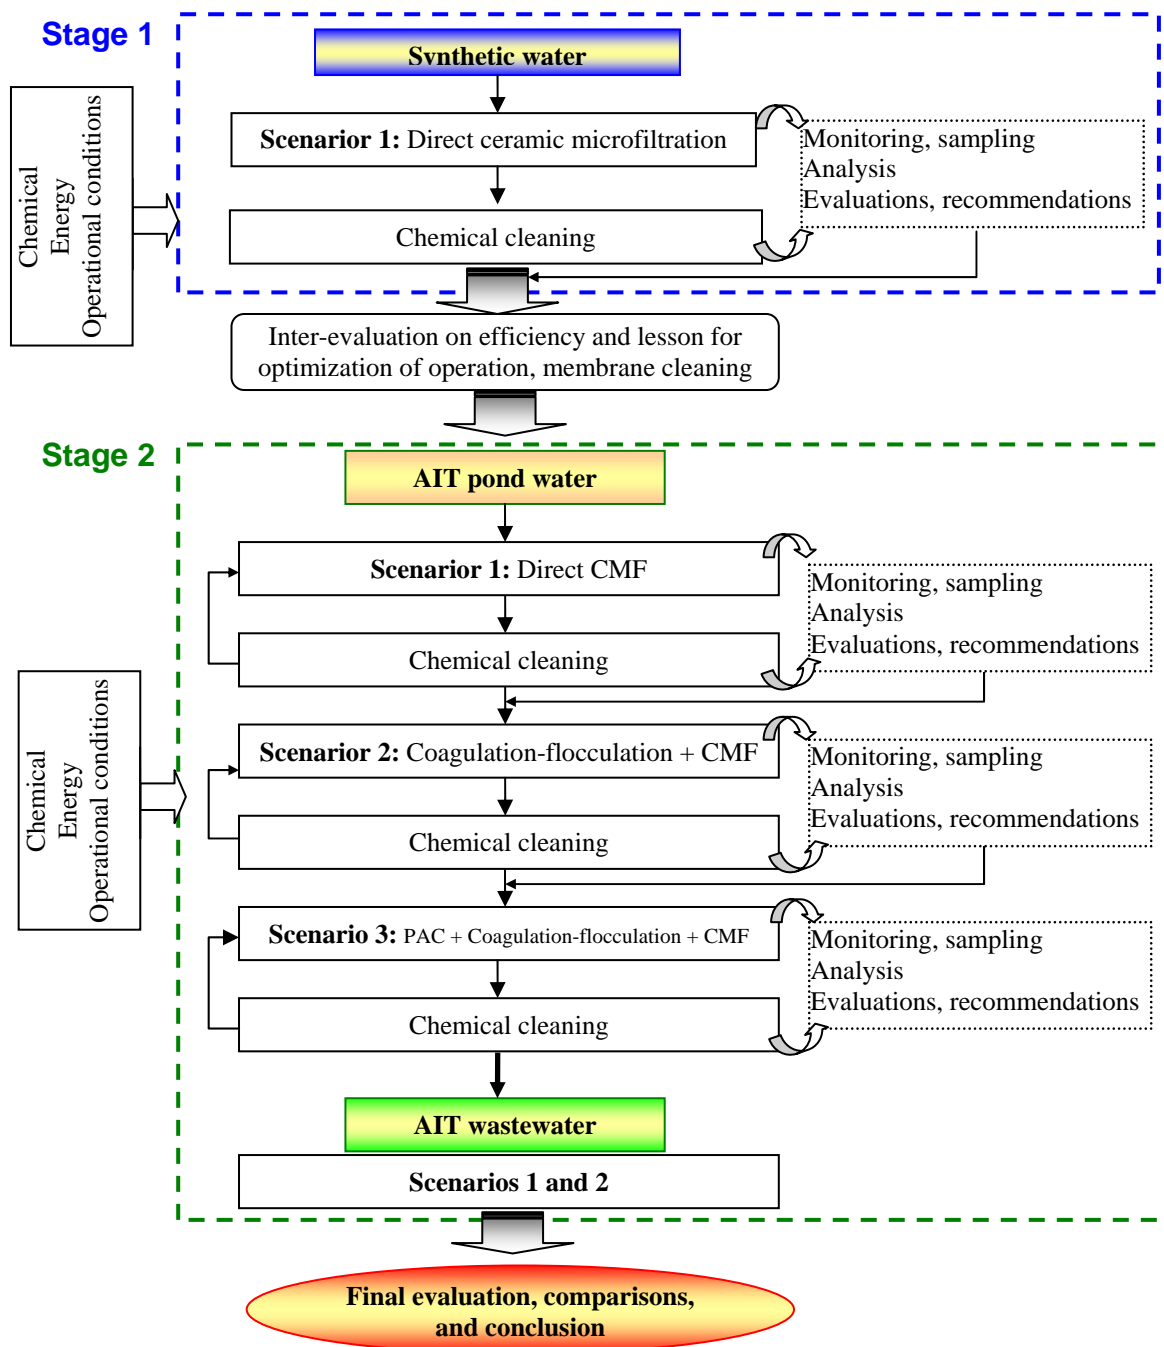 Stage 1
Synthetic water
Chemical
Energy
Operational conditions
Scenarior 1: Direct ceramic microfiltration
Monitoring, sampling
Analysis
Evaluations, recommendations
Chemical cleaning
Inter-evaluation on efficiency and lesson for
optimization of operation, membrane cleaning
Stage 2
AIT pond water
Chemical
Energy
Operational conditions
Scenarior 1: Direct CMF
Monitoring, sampling
Analysis
Evaluations, recommendations
Chemical cleaning
Scenarior 2: Coagulation-flocculation + CMF
Monitoring, sampling
Analysis
Evaluations, recommendations
Chemical cleaning
Scenario 3: PAC + Coagulation-flocculation + CMF
Monitoring, sampling
Analysis
Evaluations, recommendations
Chemical cleaning
AIT wastewater
Scenarios 1 and 2
Final evaluation, comparisons,
and conclusion